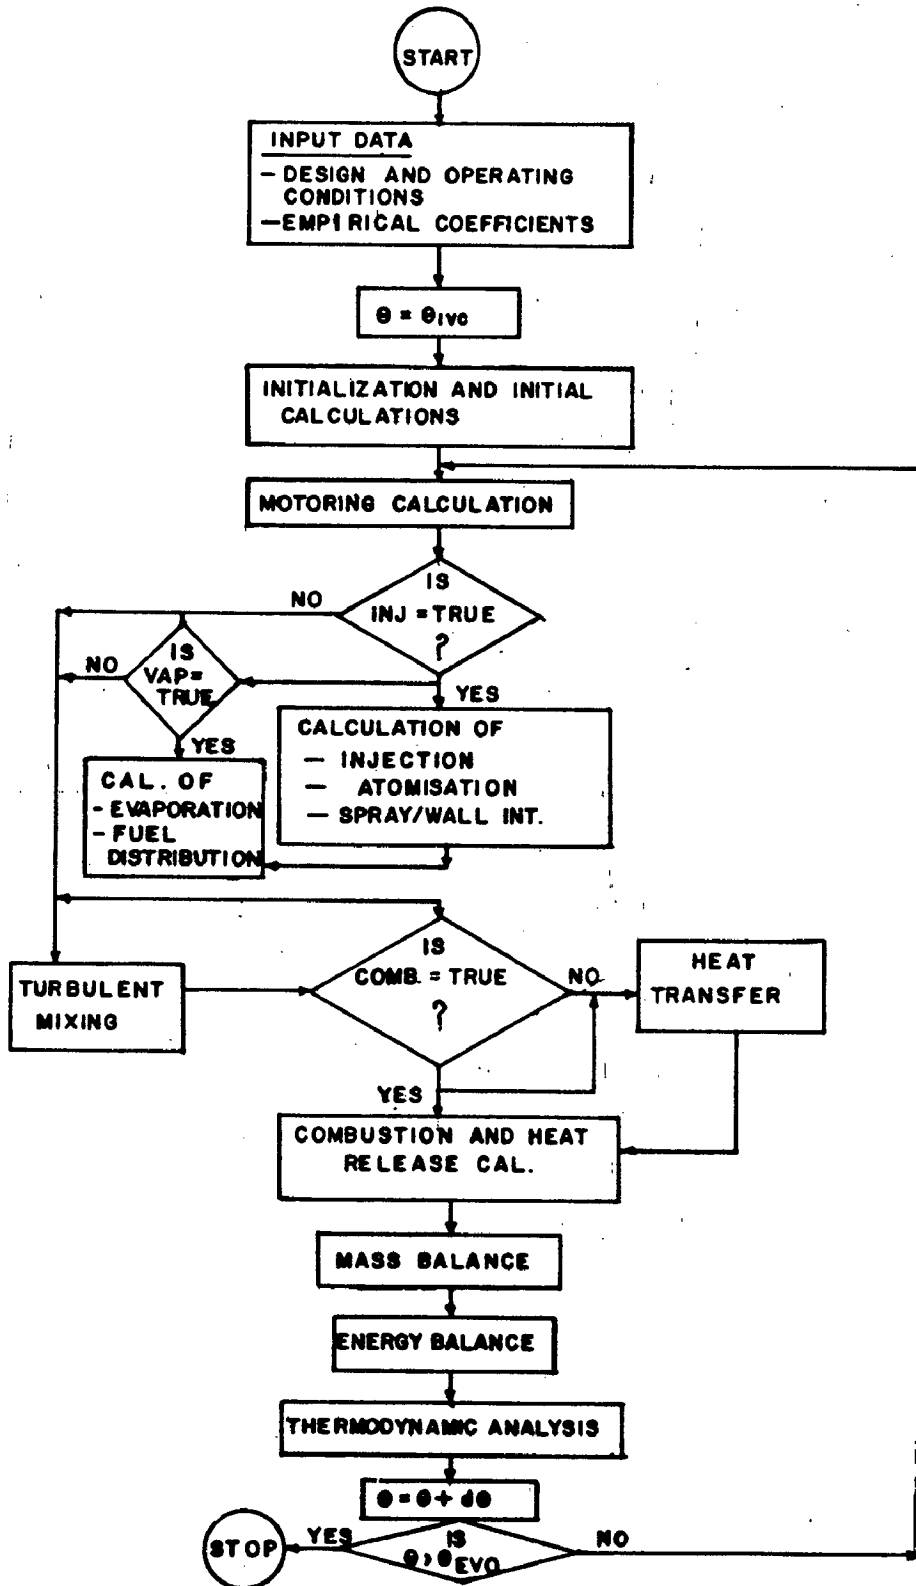 START
INPUT DATA
- DESIGN AND OPERATING
CONDITIONS
- EMPIRICAL COEFFICIENTS
θ = θIVC
INITIALIZATION AND INITIAL
CALCULATIONS
MOTORING CALCULATION
IS
INJ = TRUE
?
NO
YES
IS
VAP=
TRUE
NO
YES
CALCULATION OF
- INJECTION
- ATOMISATION
- SPRAY/WALL INT.
CAL. OF
- EVAPORATION
- FUEL
DISTRIBUTION
TURBULENT
MIXING
IS
COMB. = TRUE
?
NO
YES
HEAT
TRANSFER
COMBUSTION AND HEAT
RELEASE CAL.
MASS BALANCE
ENERGY BALANCE
THERMODYNAMIC ANALYSIS
θ = θ + dθ
IS
θ > θEVO
YES
NO
STOP